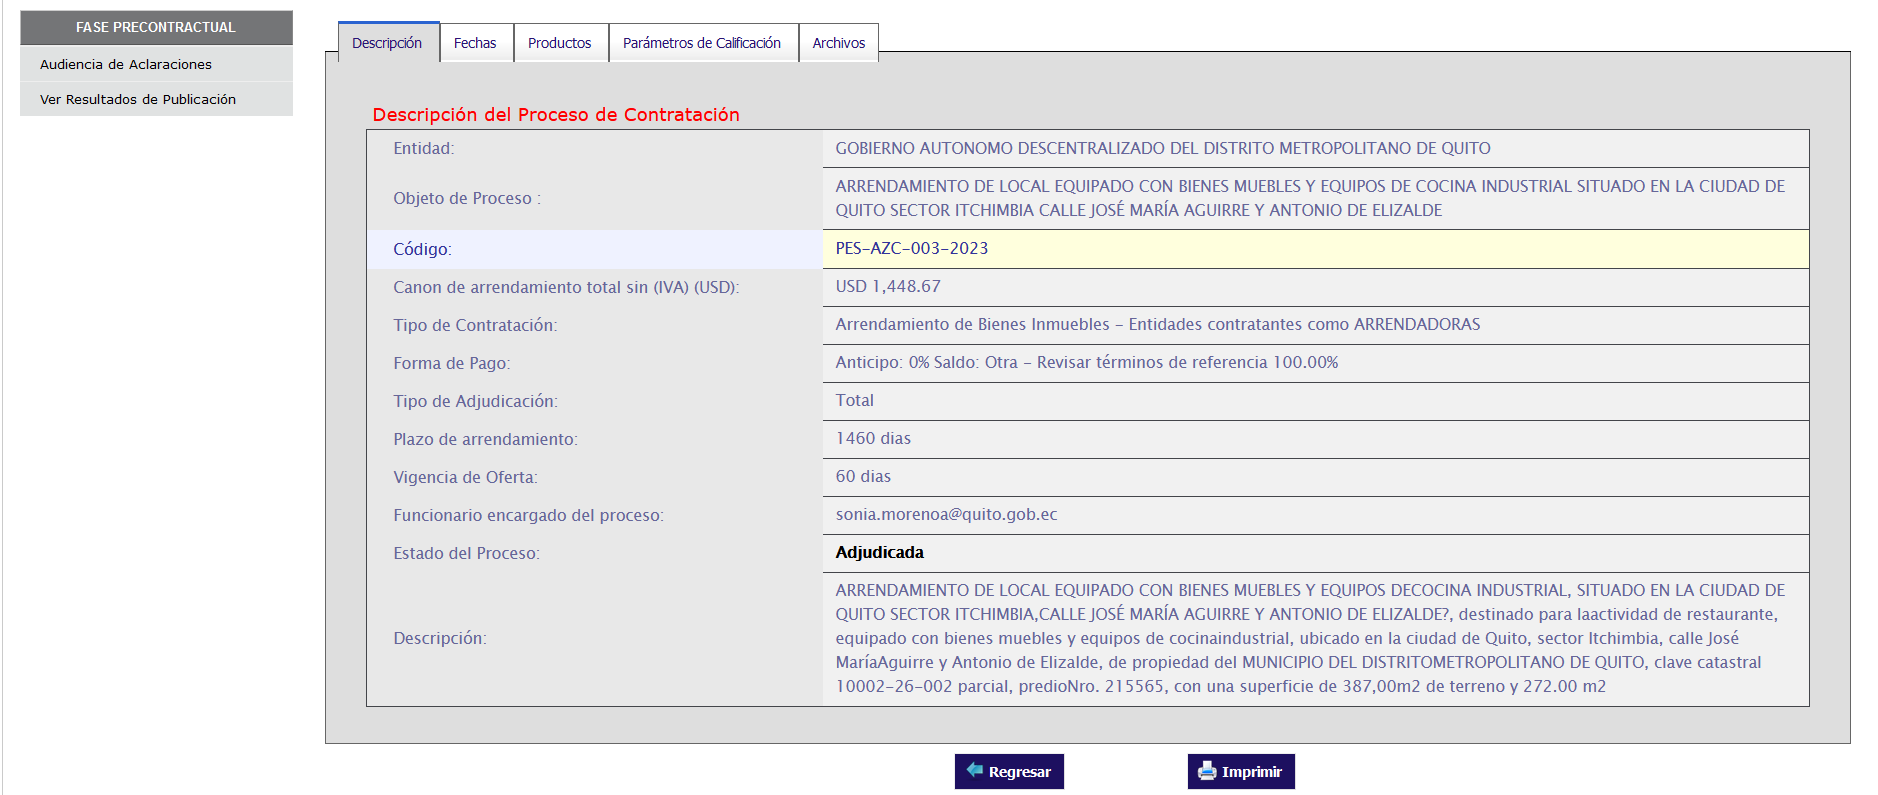 FASE PRECONTRACTUAL
Audiencia de Aclaraciones
Ver Resultados de Publicación
Descripción
Fechas
Productos
Parámetros de Calificación
Archivos
Descripción del Proceso de Contratación
Entidad:
GOBIERNO AUTONOMO DESCENTRALIZADO DEL DISTRITO METROPOLITANO DE QUITO
Objeto de Proceso :
ARRENDAMIENTO DE LOCAL EQUIPADO CON BIENES MUEBLES Y EQUIPOS DE COCINA INDUSTRIAL SITUADO EN LA CIUDAD DE
QUITO SECTOR ITCHIMBIA CALLE JOSÉ MARÍA AGUIRRE Y ANTONIO DE ELIZALDE
Código:
PES-AZC-003-2023
Canon de arrendamiento total sin (IVA) (USD):
USD 1,448.67
Tipo de Contratación:
Arrendamiento de Bienes Inmuebles - Entidades contratantes como ARRENDADORAS
Forma de Pago:
Anticipo: 0% Saldo: Otra - Revisar términos de referencia 100.00%
Tipo de Adjudicación:
Total
Plazo de arrendamiento:
1460 dias
Vigencia de Oferta:
60 dias
Funcionario encargado del proceso:
sonia.morenoa@quito.gob.ec
Estado del Proceso:
Adjudicada
Descripción:
ARRENDAMIENTO DE LOCAL EQUIPADO CON BIENES MUEBLES Y EQUIPOS DECOCINA INDUSTRIAL, SITUADO EN LA CIUDAD DE
QUITO SECTOR ITCHIMBIA,CALLE JOSÉ MARÍA AGUIRRE Y ANTONIO DE ELIZALDE?, destinado para laactividad de restaurante,
equipado con bienes muebles y equipos de cocinaindustrial, ubicado en la ciudad de Quito, sector Itchimbia, calle José
MaríaAguirre y Antonio de Elizalde, de propiedad del MUNICIPIO DEL DISTRITOMETROPOLITANO DE QUITO, clave catastral
10002-26-002 parcial, predioNro. 215565, con una superficie de 387,00m2 de terreno y 272.00 m2
Regresar
Imprimir